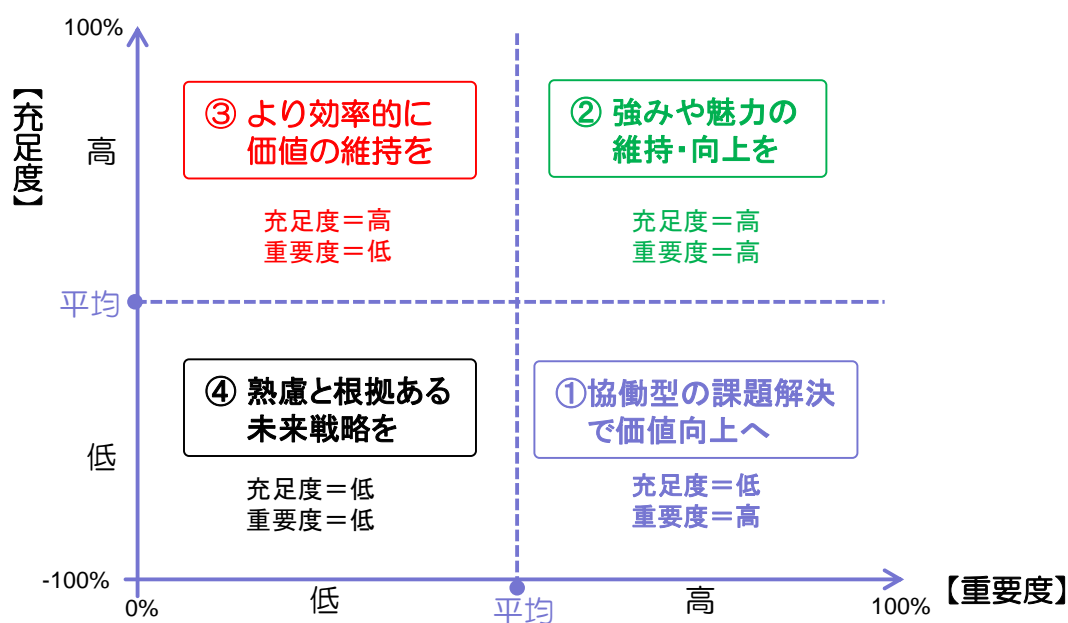 100%
【充足度】
高
③ より効率的に
価値の維持を
充足度＝高
重要度＝低
② 強みや魅力の
維持・向上を
充足度＝高
重要度＝高
平均
④ 熟慮と根拠ある
未来戦略を
充足度＝低
重要度＝低
①協働型の課題解決
で価値向上へ
充足度＝低
重要度＝高
低
-100%
0%
低
平均
高
100%
【重要度】